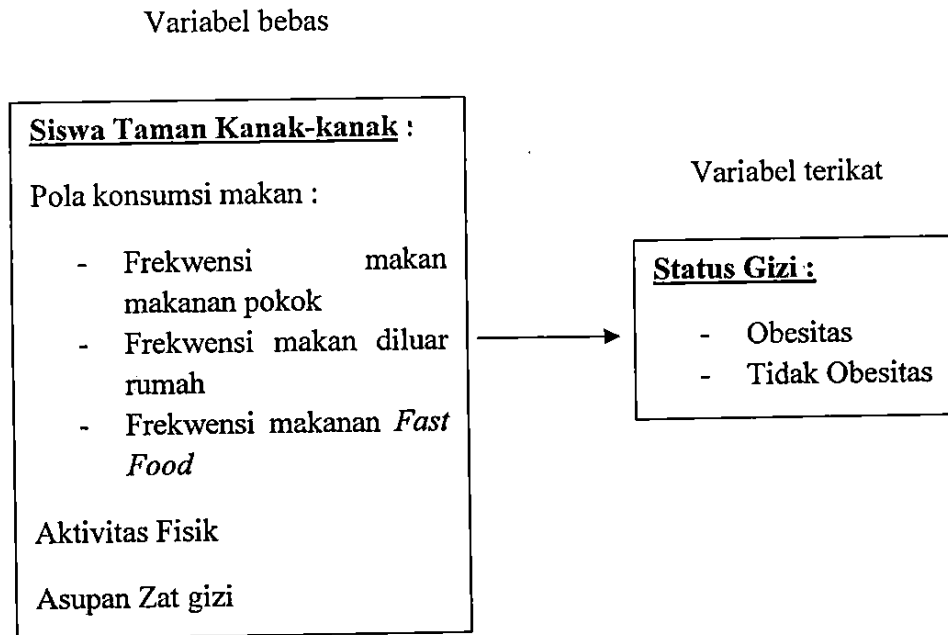 Variabel bebas
Siswa Taman Kanak-kanak :
Pola konsumsi makan :
- Frekwensi makan
makanan pokok
- Frekwensi makan diluar
rumah
- Frekwensi makanan Fast
Food
Aktivitas Fisik
Asupan Zat gizi
Variabel terikat
Status Gizi :
- Obesitas
- Tidak Obesitas